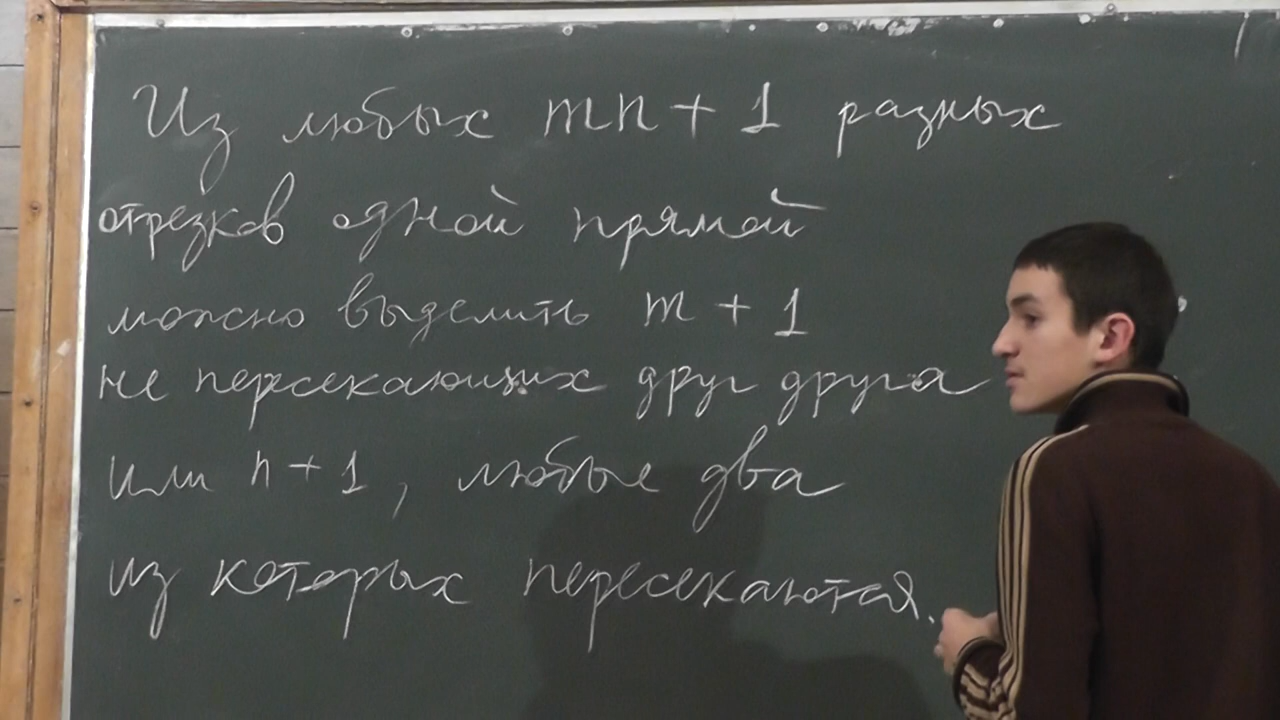 Из любых mn + 1 разных
отрезков одной прямой
можно выделить m + 1
не пересекающихся друг друга
или n + 1, любые два
из которых пересекаются.